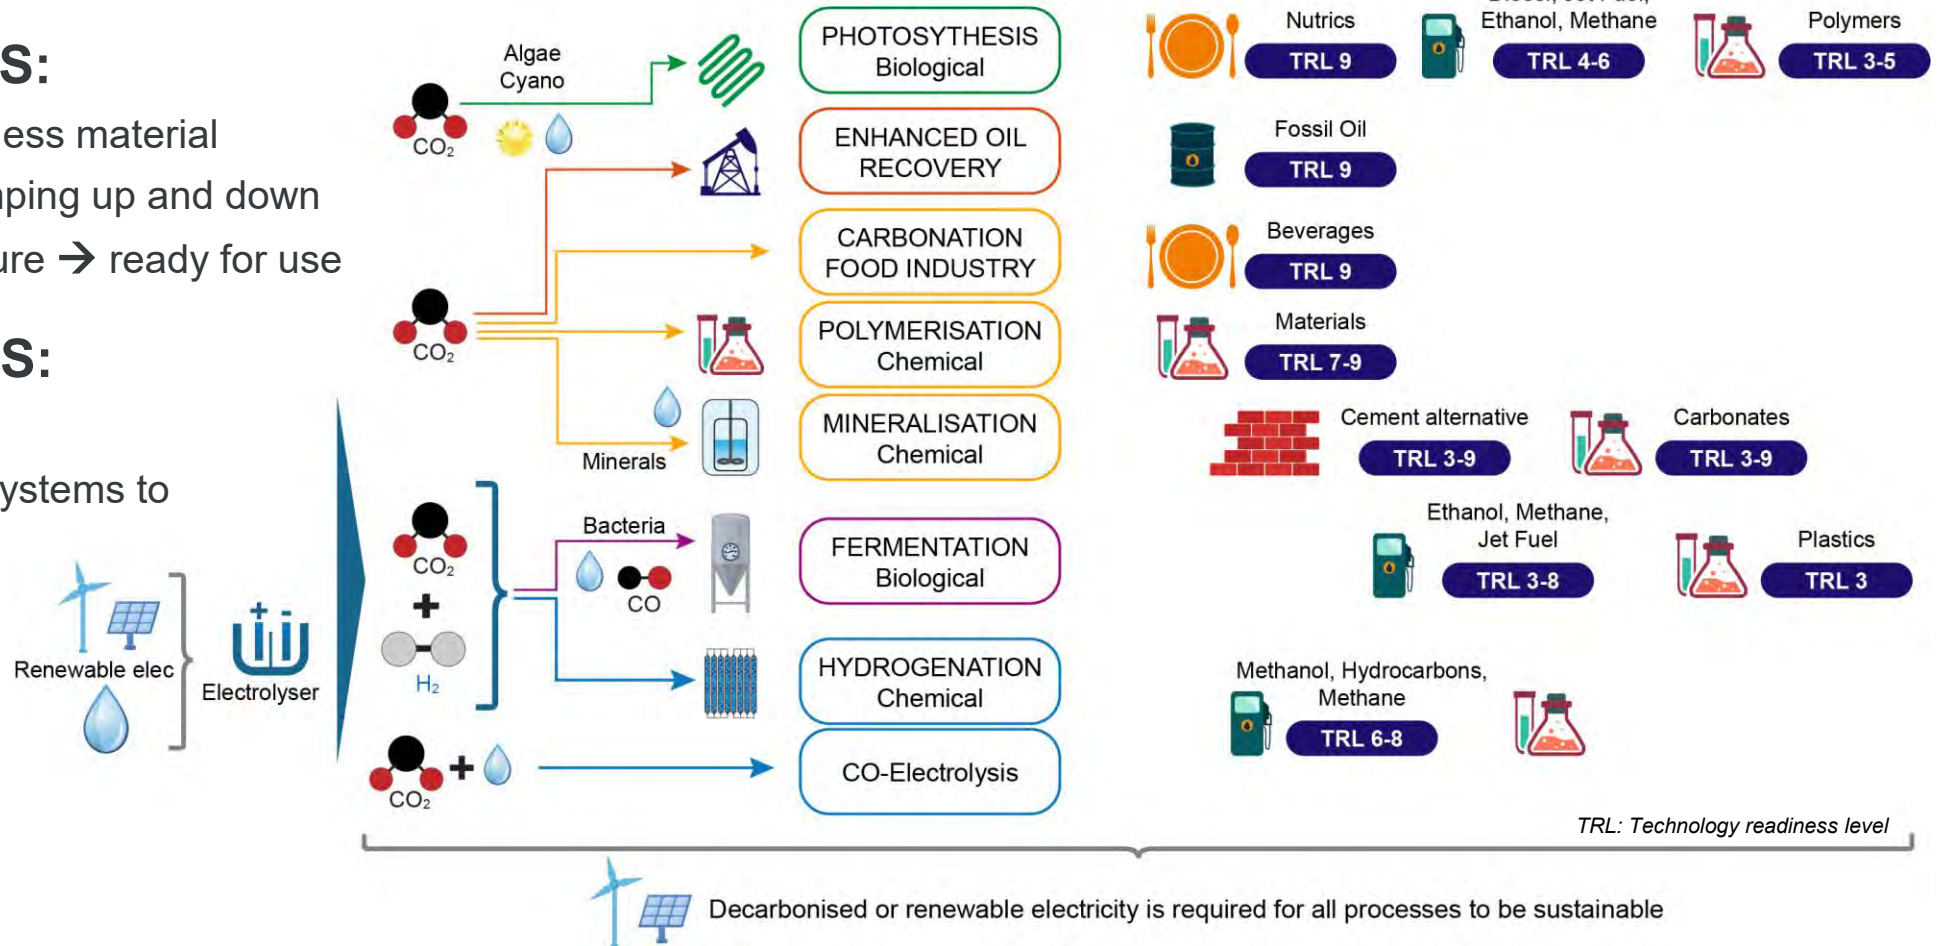 S:
ess material
ping up and down
ure → ready for use
S:
ystems to
Renewable elec
Electrolyser
Algae
Cyano
CO₂
CO₂
Minerals
CO₂
+
H₂
Bacteria
CO
CO₂
+
PHOTOSYTHESIS
Biological
ENHANCED OIL
RECOVERY
CARBONATION
FOOD INDUSTRY
POLYMERISATION
Chemical
MINERALISATION
Chemical
FERMENTATION
Biological
HYDROGENATION
Chemical
CO-Electrolysis
Nutrics
TRL 9
Ethanol, Methane
TRL 4-6
Polymers
TRL 3-5
Fossil Oil
TRL 9
Beverages
TRL 9
Materials
TRL 7-9
Cement alternative
TRL 3-9
Carbonates
TRL 3-9
Ethanol, Methane,
Jet Fuel
TRL 3-8
Plastics
TRL 3
Methanol, Hydrocarbons,
Methane
TRL 6-8
TRL: Technology readiness level
Decarbonised or renewable electricity is required for all processes to be sustainable